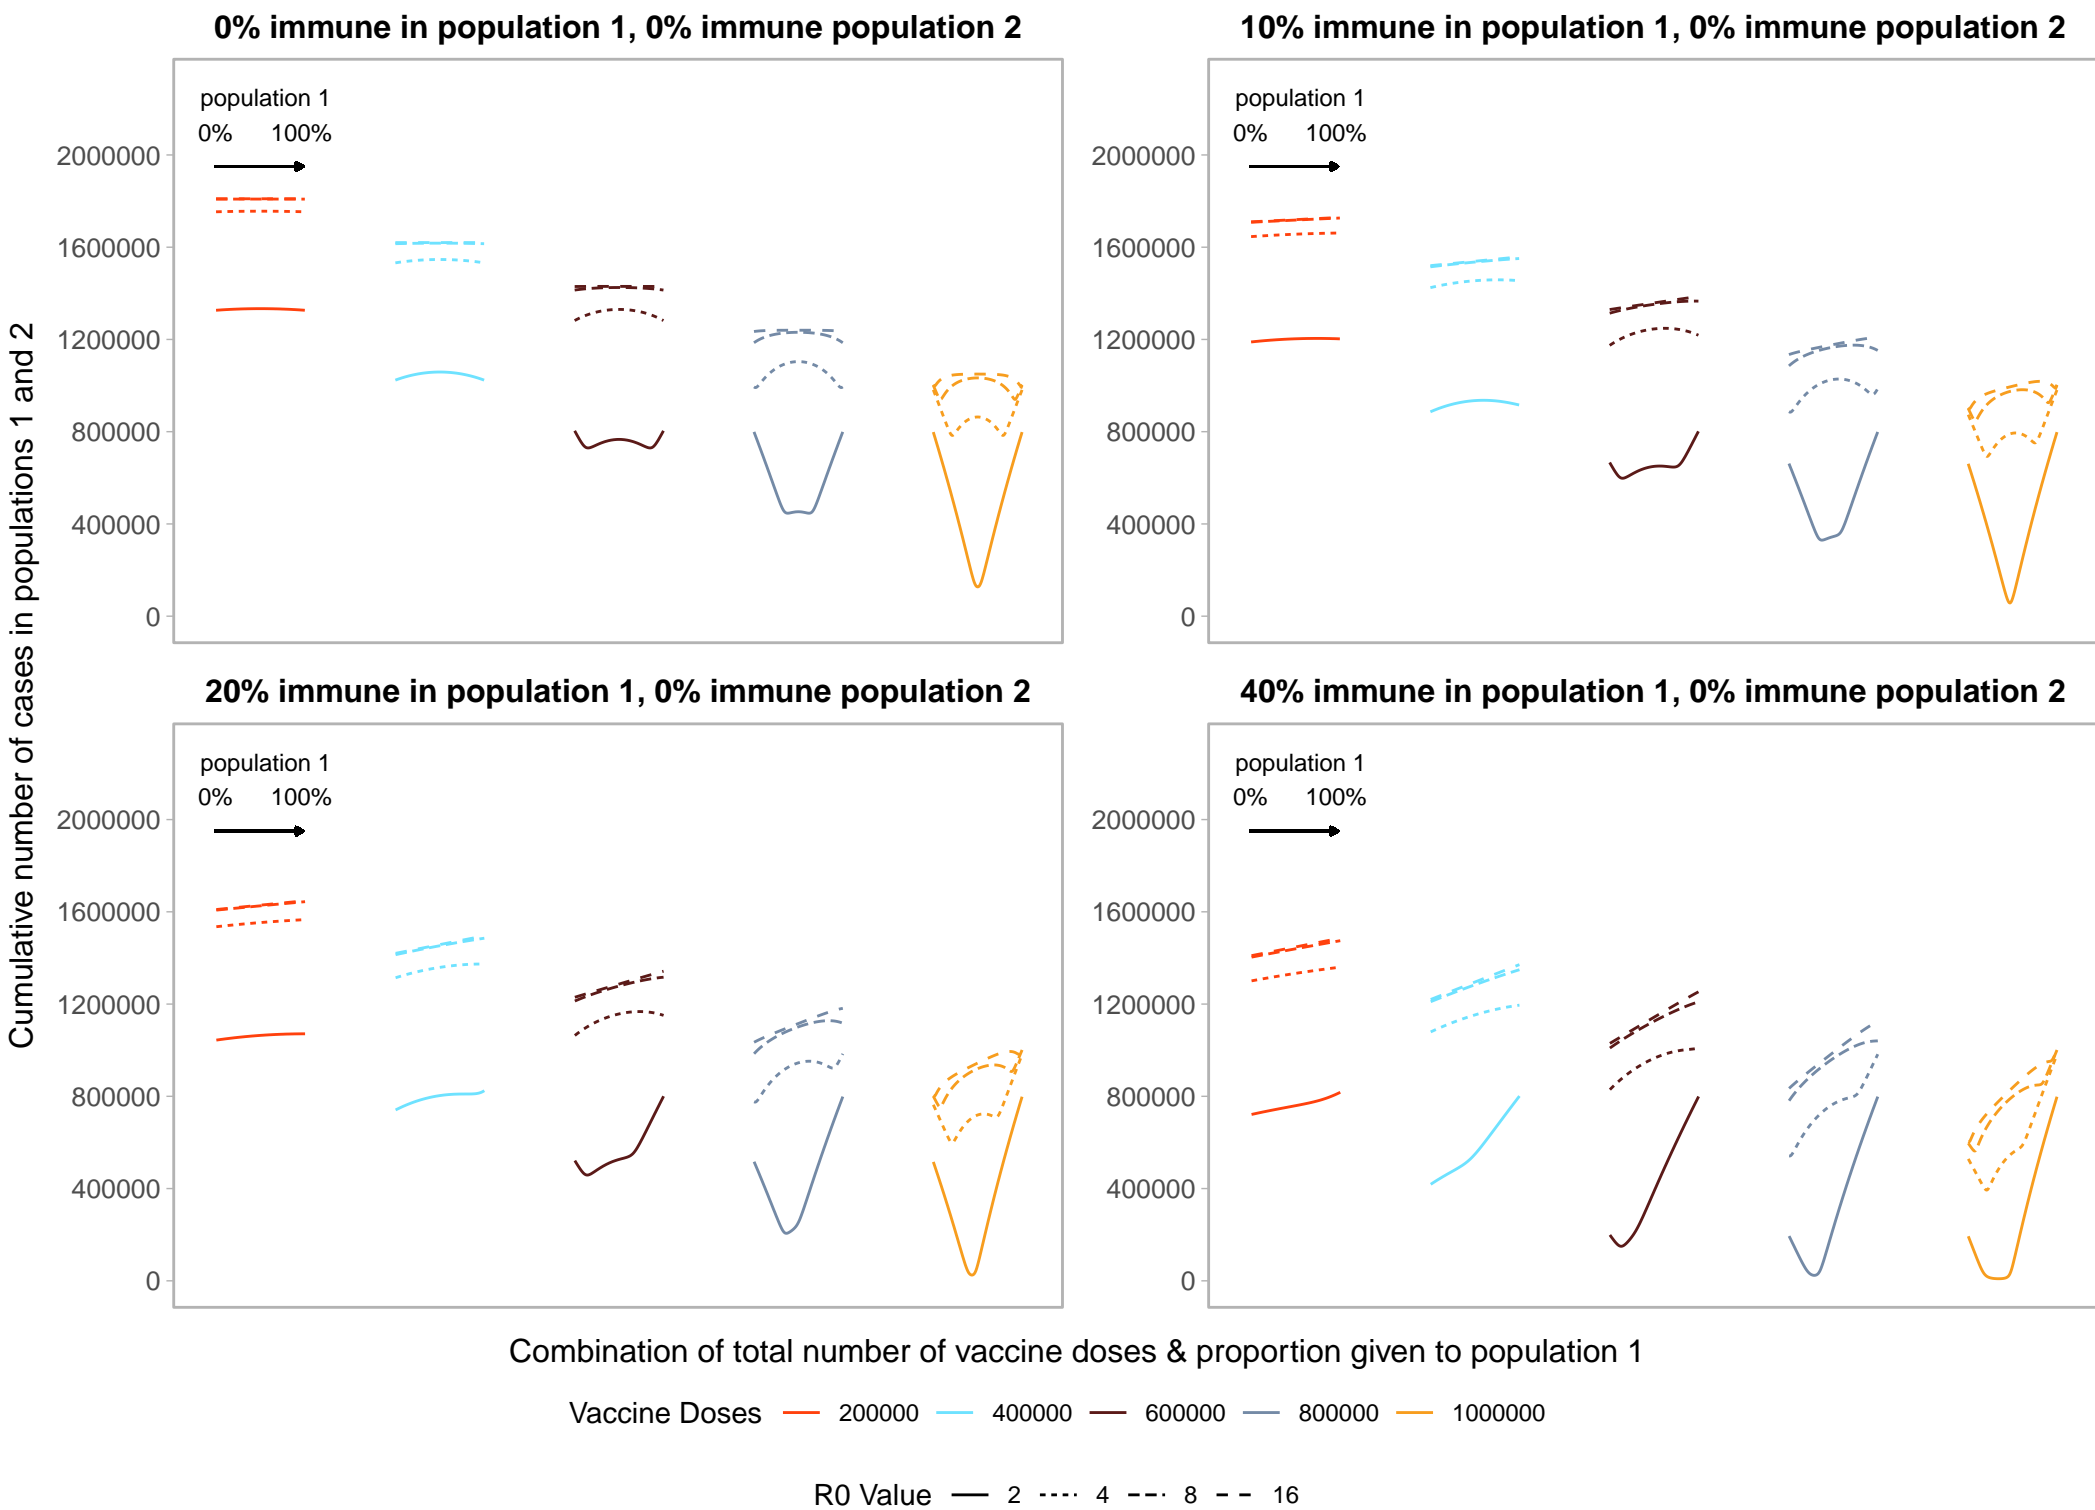 0% immune in population 1, 0% immune population 2
10% immune in population 1, 0% immune population 2
population 1
0% 100%
2000000
1600000
1200000
800000
400000
0
population 1
0% 100%
2000000
1600000
1200000
800000
400000
0
Cumulative number of cases in populations 1 and 2
20% immune in population 1, 0% immune population 2
40% immune in population 1, 0% immune population 2
population 1
0% 100%
2000000
1600000
1200000
800000
400000
0
population 1
0% 100%
2000000
1600000
1200000
800000
400000
0
Combination of total number of vaccine doses & proportion given to population 1
Vaccine Doses 200000 400000 600000 800000 1000000
R0 Value 2 4 8 16